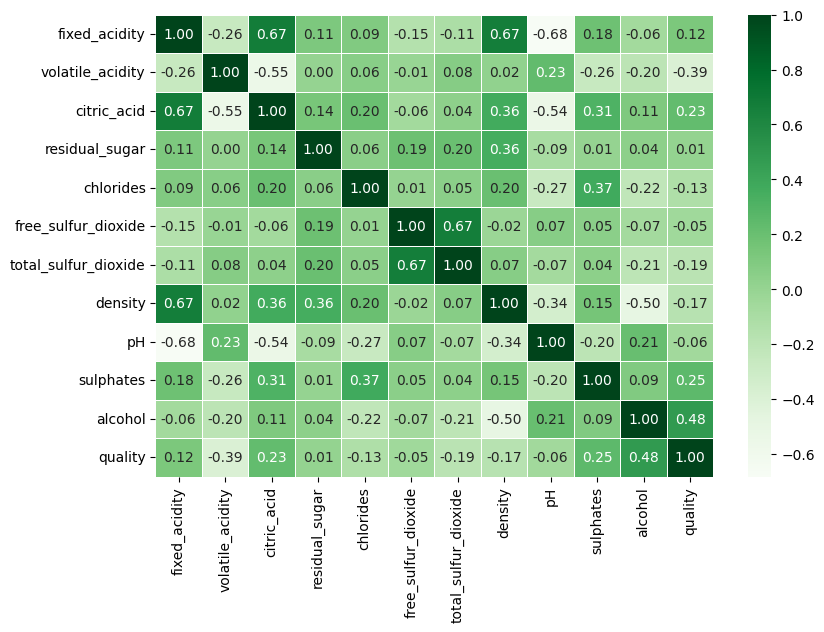 fixed_acidity 1.00 -0.26 0.67 0.11 0.09 -0.15 -0.11 0.67 -0.68 0.18 -0.06 0.12
volatile_acidity -0.26 1.00 -0.55 0.00 0.06 -0.01 0.08 0.02 0.23 -0.26 -0.20 -0.39
citric_acid 0.67 -0.55 1.00 0.14 0.20 -0.06 0.04 0.36 -0.54 0.31 0.11 0.23
residual_sugar 0.11 0.00 0.14 1.00 0.06 0.19 0.20 0.36 -0.09 0.01 0.04 0.01
chlorides 0.09 0.06 0.20 0.06 1.00 0.01 0.05 0.20 -0.27 0.37 -0.22 -0.13
free_sulfur_dioxide -0.15 -0.01 -0.06 0.19 0.01 1.00 0.67 -0.02 0.07 0.05 -0.07 -0.05
total_sulfur_dioxide -0.11 0.08 0.04 0.20 0.05 0.67 1.00 0.07 -0.07 0.04 -0.21 -0.19
density 0.67 0.02 0.36 0.36 0.20 -0.02 0.07 1.00 -0.34 0.15 -0.50 -0.17
pH -0.68 0.23 -0.54 -0.09 -0.27 0.07 -0.07 -0.34 1.00 -0.20 0.21 -0.06
sulphates 0.18 -0.26 0.31 0.01 0.37 0.05 0.04 0.15 -0.20 1.00 0.09 0.25
alcohol -0.06 -0.20 0.11 0.04 -0.22 -0.07 -0.21 -0.50 0.21 0.09 1.00 0.48
quality 0.12 -0.39 0.23 0.01 -0.13 -0.05 -0.19 -0.17 -0.06 0.25 0.48 1.00
fixed_acidity
volatile_acidity
citric_acid
residual_sugar
chlorides
free_sulfur_dioxide
total_sulfur_dioxide
density
pH
sulphates
alcohol
quality
1.0
0.8
0.6
0.4
0.2
0.0
−0.2
−0.4
−0.6